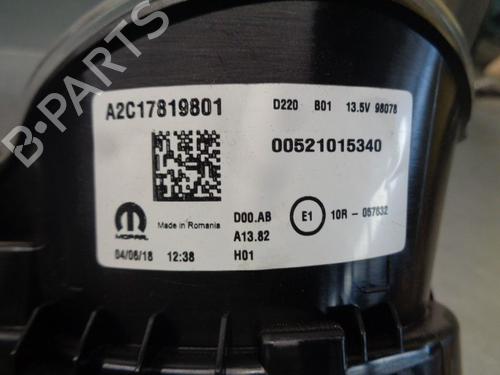 A2C17819801
D220 B01 13.5V 98078
00521015340
MOPAR
Made in Romania
D00.AB
E1
10R - 057632
A13.82
04/06/18 12:38
H01
B-PARTS